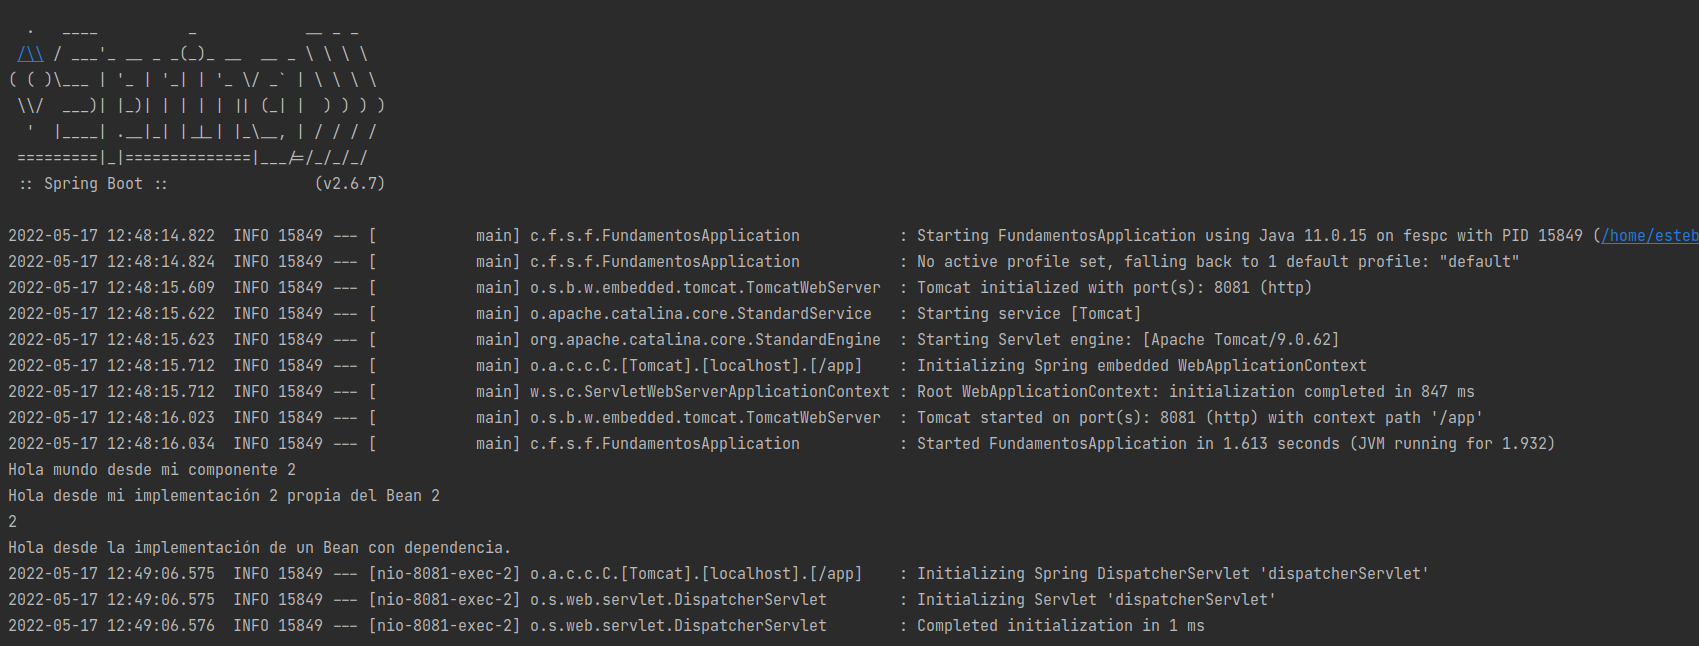 .   ____          _            __ _ _
 /\\ / ___'_ __ _ _(_)_ __  __ _ \ \ \ \
( ( )\___ | '_ | '_| | '_ \/ _` | \ \ \ \
 \\/  ___)| |_)| | | | | || (_| |  ) ) ) )
  '  |____| .__|_| |_|_| |_\__, | / / / /
 =========|_|==============|___/=/_/_/_/
 :: Spring Boot ::                (v2.6.7)
2022-05-17 12:48:14.822  INFO 15849 --- [           main] c.f.s.f.FundamentosApplication           : Starting FundamentosApplication using Java 11.0.15 on fespc with PID 15849 (/home/esteb
2022-05-17 12:48:14.824  INFO 15849 --- [           main] c.f.s.f.FundamentosApplication           : No active profile set, falling back to 1 default profile: "default"
2022-05-17 12:48:15.609  INFO 15849 --- [           main] o.s.b.w.embedded.tomcat.TomcatWebServer  : Tomcat initialized with port(s): 8081 (http)
2022-05-17 12:48:15.622  INFO 15849 --- [           main] o.apache.catalina.core.StandardService   : Starting service [Tomcat]
2022-05-17 12:48:15.623  INFO 15849 --- [           main] org.apache.catalina.core.StandardEngine  : Starting Servlet engine: [Apache Tomcat/9.0.62]
2022-05-17 12:48:15.712  INFO 15849 --- [           main] o.a.c.c.C.[Tomcat].[localhost].[/app]    : Initializing Spring embedded WebApplicationContext
2022-05-17 12:48:15.712  INFO 15849 --- [           main] w.s.c.ServletWebServerApplicationContext : Root WebApplicationContext: initialization completed in 847 ms
2022-05-17 12:48:16.023  INFO 15849 --- [           main] o.s.b.w.embedded.tomcat.TomcatWebServer  : Tomcat started on port(s): 8081 (http) with context path '/app'
2022-05-17 12:48:16.034  INFO 15849 --- [           main] c.f.s.f.FundamentosApplication           : Started FundamentosApplication in 1.613 seconds (JVM running for 1.932)
Hola mundo desde mi componente 2
Hola desde mi implementación 2 propia del Bean 2
2
Hola desde la implementación de un Bean con dependencia.
2022-05-17 12:49:06.575  INFO 15849 --- [nio-8081-exec-2] o.a.c.c.C.[Tomcat].[localhost].[/app]    : Initializing Spring DispatcherServlet 'dispatcherServlet'
2022-05-17 12:49:06.575  INFO 15849 --- [nio-8081-exec-2] o.s.web.servlet.DispatcherServlet        : Initializing Servlet 'dispatcherServlet'
2022-05-17 12:49:06.576  INFO 15849 --- [nio-8081-exec-2] o.s.web.servlet.DispatcherServlet        : Completed initialization in 1 ms